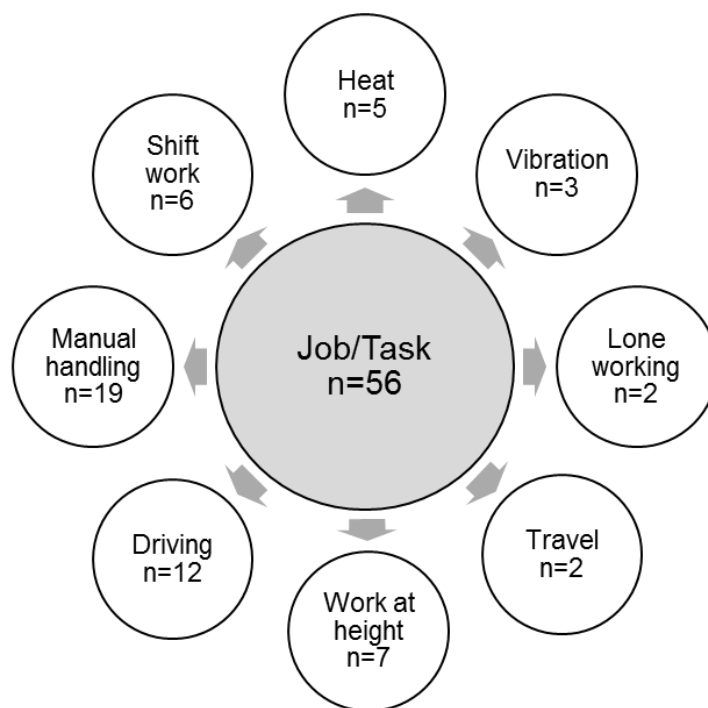 Heat
n=5
Vibration
n=3
Lone
working
n=2
Travel
n=2
Work at
height
n=7
Driving
n=12
Manual
handling
n=19
Shift
work
n=6
Job/Task
n=56